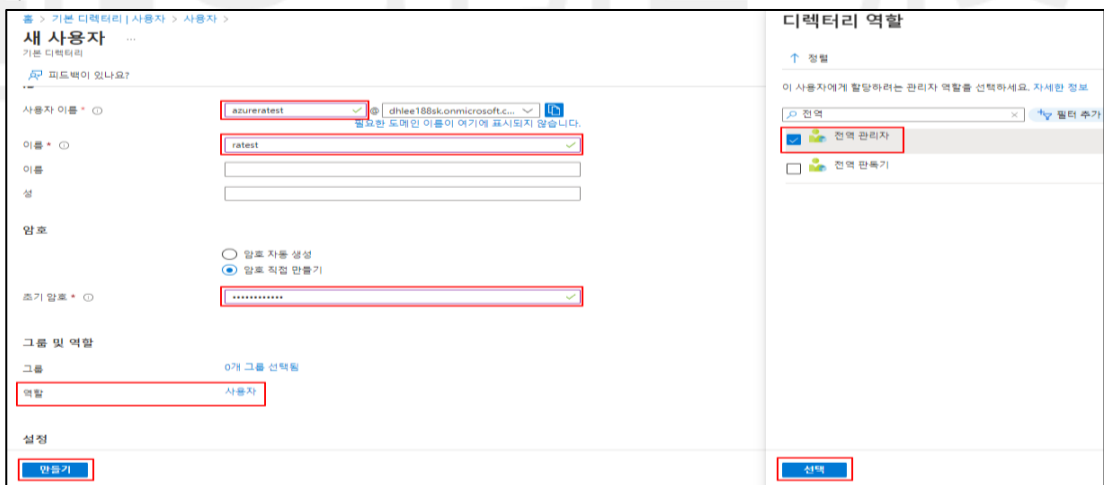 홈 > 기본 디렉터리 | 사용자 > 사용자 >
새 사용자 ...
기본 디렉터리
피드백이 있나요?
사용자 이름 * azureratest @ dhlee188sk.onmicrosoft.c...
필요한 도메인 이름이 여기에 표시되지 않습니다.
이름 * ratest
이름
성
암호
암호 자동 생성
암호 직접 만들기
초기 암호 * ••••••••••••
그룹 및 역할
그룹 0개 그룹 선택됨
역할 사용자
설정
만들기
디렉터리 역할
정렬
이 사용자에게 할당하려는 관리자 역할을 선택하세요. 자세한 정보
전역 필터 추가
전역 관리자
전역 판독기
선택